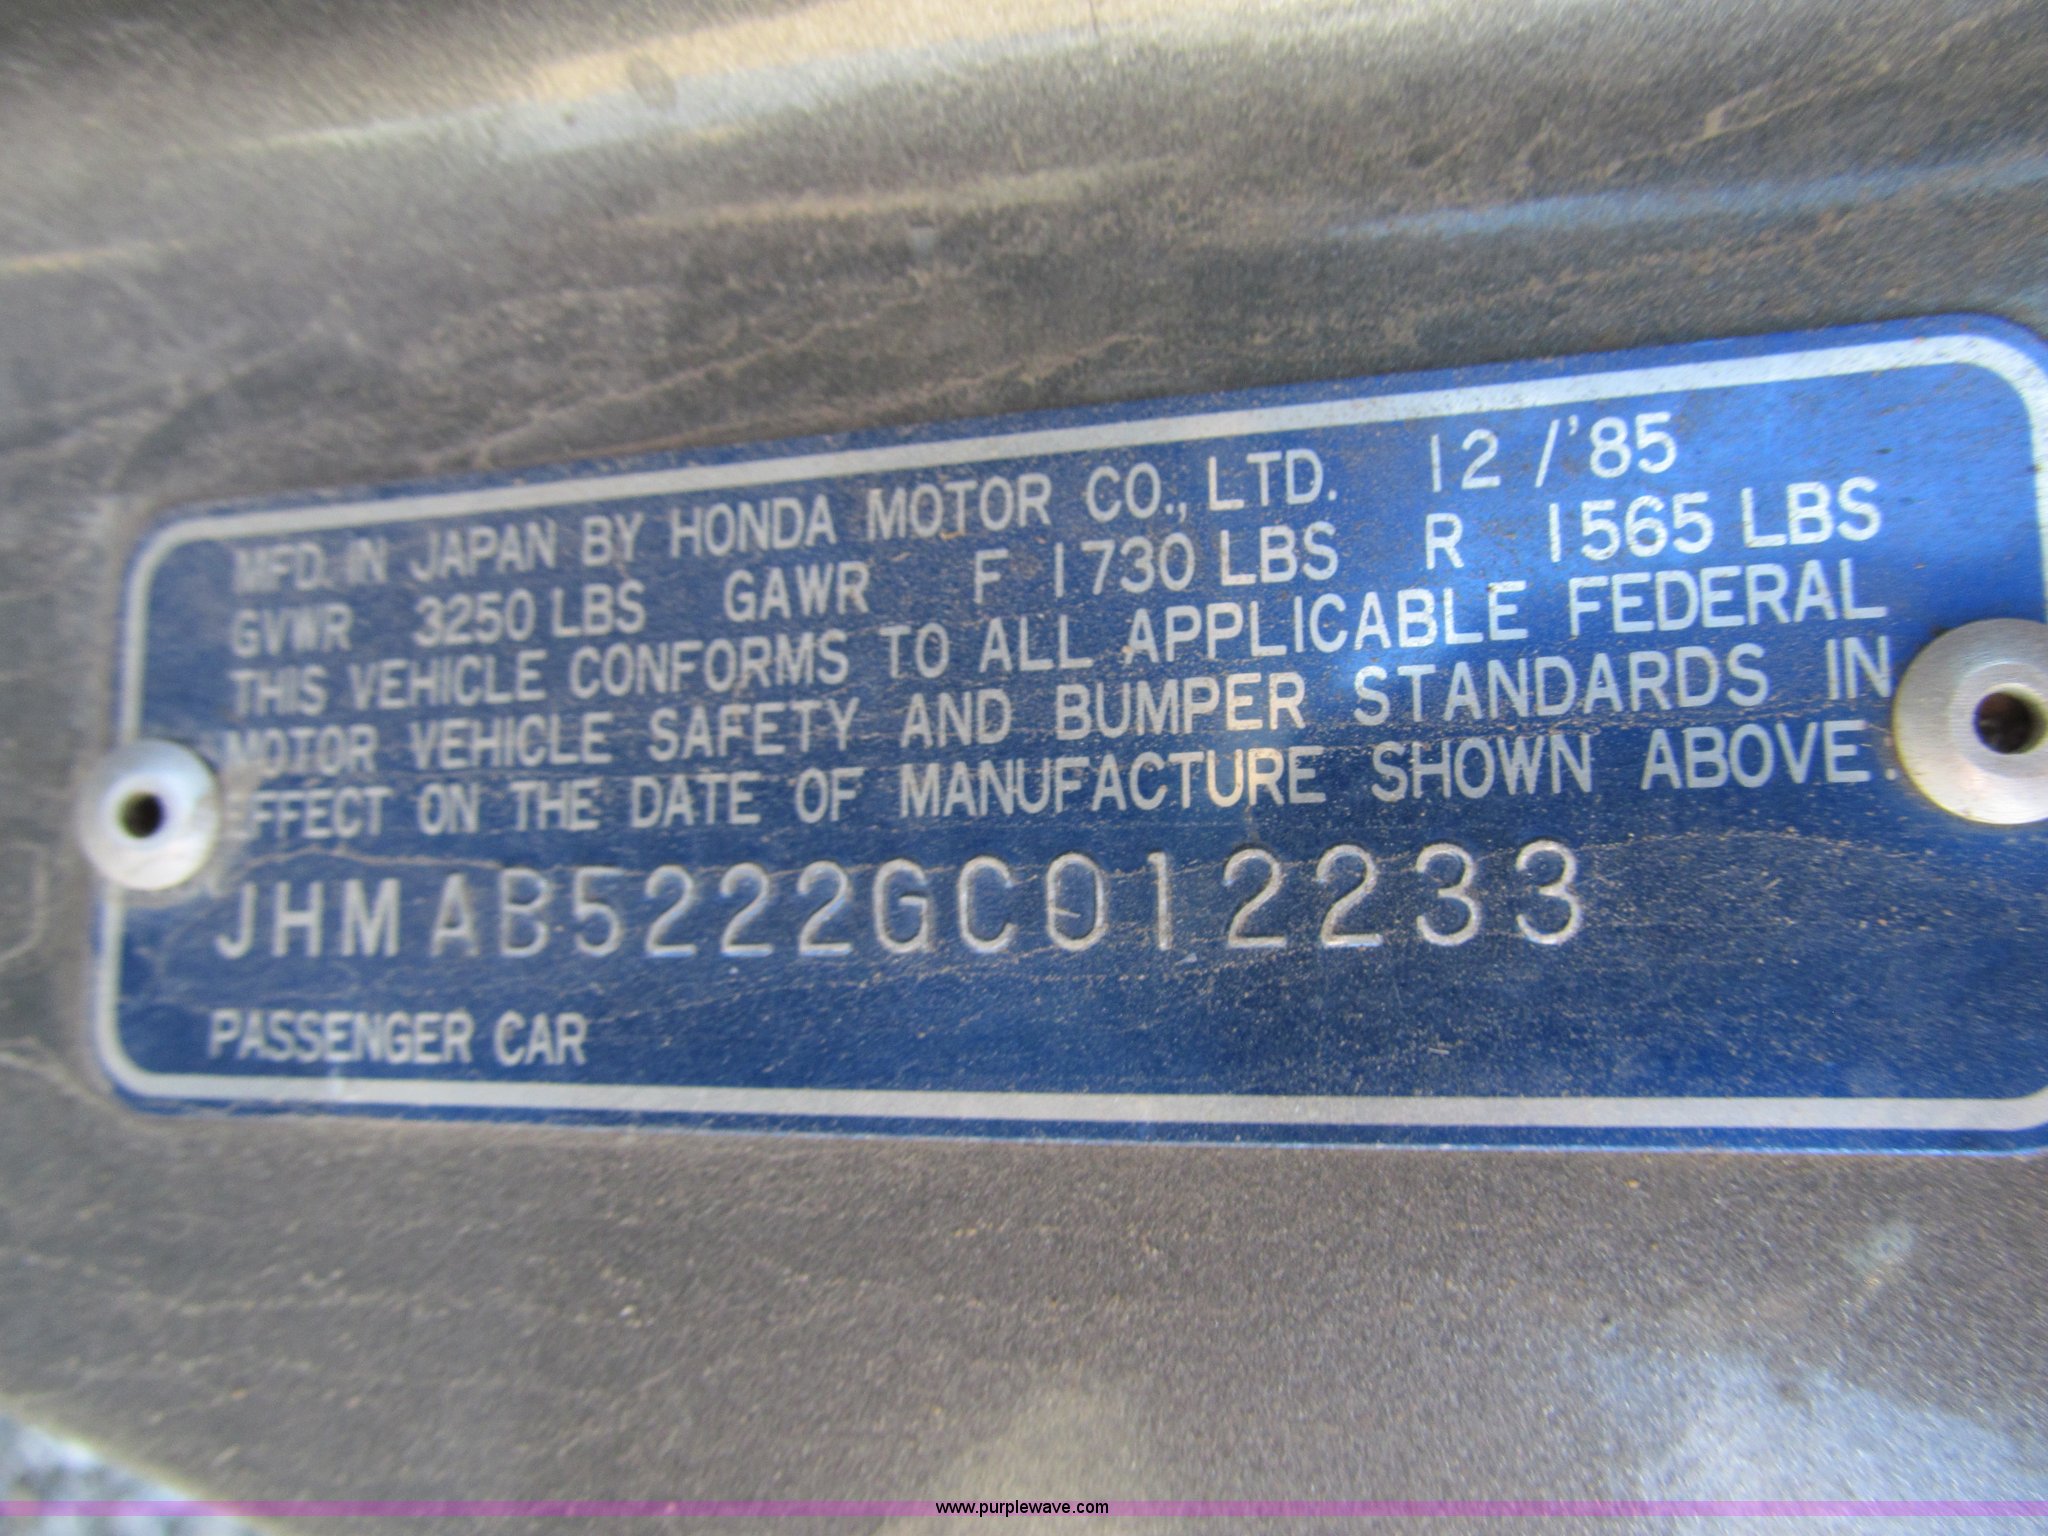 MFD. IN JAPAN BY HONDA MOTOR CO., LTD. 12/'85
GVWR 3250 LBS GAWR F 1730 LBS R 1565 LBS
THIS VEHICLE CONFORMS TO ALL APPLICABLE FEDERAL
MOTOR VEHICLE SAFETY AND BUMPER STANDARDS IN
EFFECT ON THE DATE OF MANUFACTURE SHOWN ABOVE.
JHMAB5222GC012233
PASSENGER CAR
www.purplewave.com